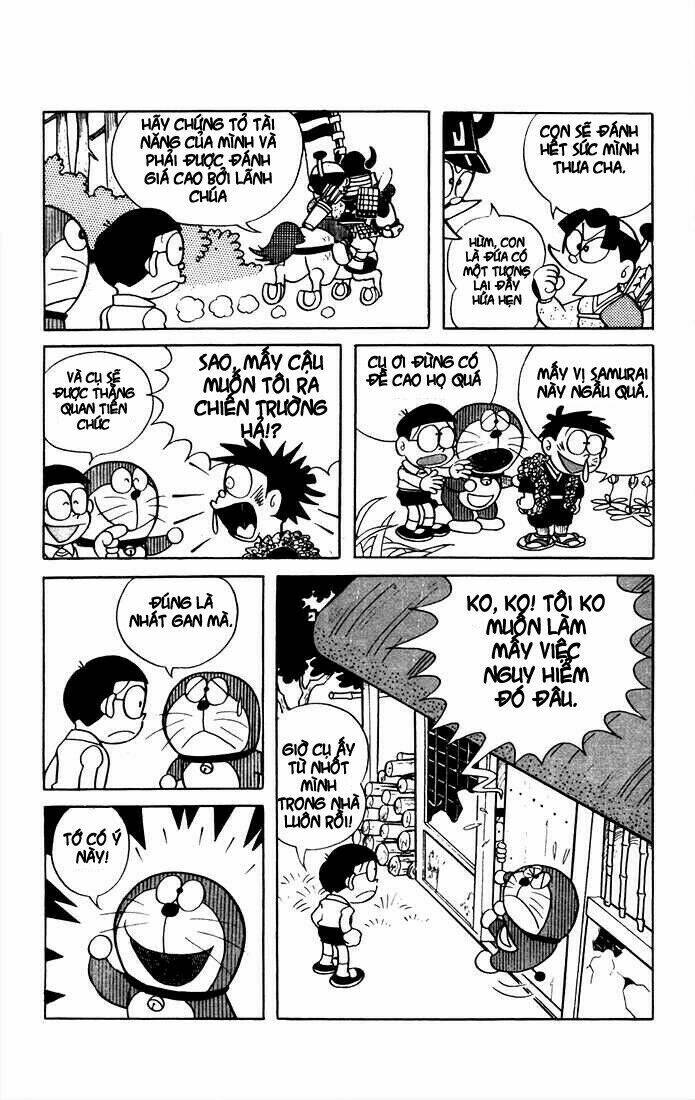 HÃY CHỨNG TỎ TÀI
NĂNG CỦA MÌNH VÀ
PHẢI ĐƯỢC ĐÁNH
GIÁ CAO BỞI LÃNH
CHÚA
CON SẼ ĐÁNH
HẾT SỨC MÌNH
THƯA CHA.
HỪM, CON
LÀ ĐỨA CÓ
MỘT TƯƠNG
LAI ĐẦY
HỨA HẸN
VÀ CỤ SẼ
ĐƯỢC THĂNG
QUAN TIẾN
CHỨC
SAO, MẤY CẬU
MUỐN TÔI RA
CHIẾN TRƯỜNG
HẢ!?
CỤ ƠI ĐỪNG CÓ
ĐỀ CAO HỌ QUÁ
MẤY VỊ SAMURAI
NÀY NGẦU QUÁ.
ĐÚNG LÀ
NHÁT GAN MÀ.
KO, KO! TÔI KO
MUỐN LÀM
MẤY VIỆC
NGUY HIỂM
ĐÓ ĐÂU.
GIỜ CỤ ẤY
TỰ NHỐT
MÌNH
TRONG NHÀ
LUÔN RỒI!
TỚ CÓ Ý
NÀY!